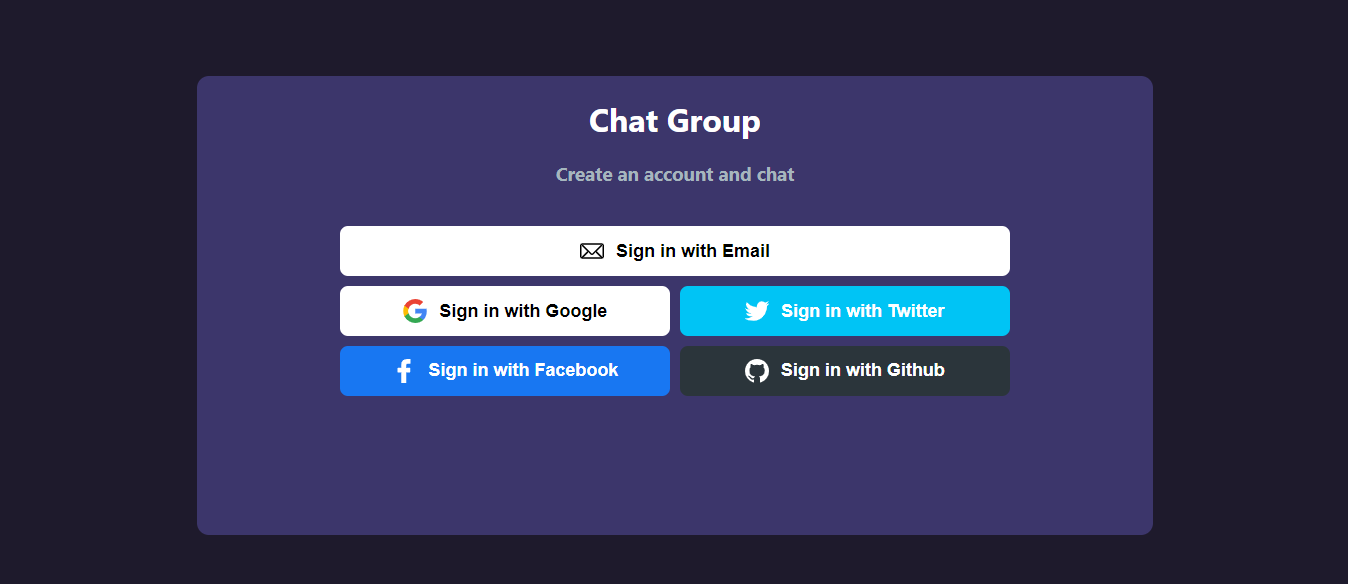 Chat Group
Create an account and chat
Sign in with Email
Sign in with Google
Sign in with Twitter
Sign in with Facebook
Sign in with Github